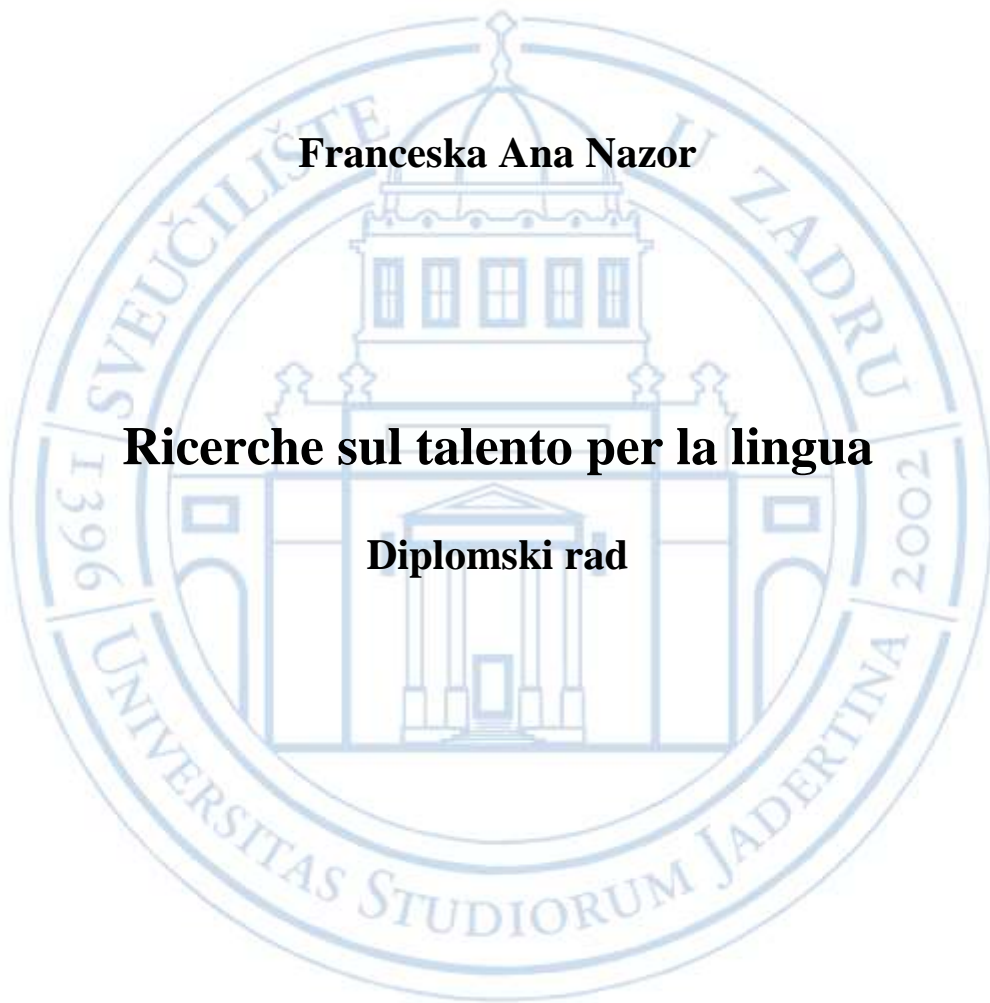 Franceska Ana Nazor
Ricerche sul talento per la lingua
Diplomski rad
SVEUČILIŠTE U ZADRU
1396
2002
UNIVERSITAS STUDIORUM JADERTINA